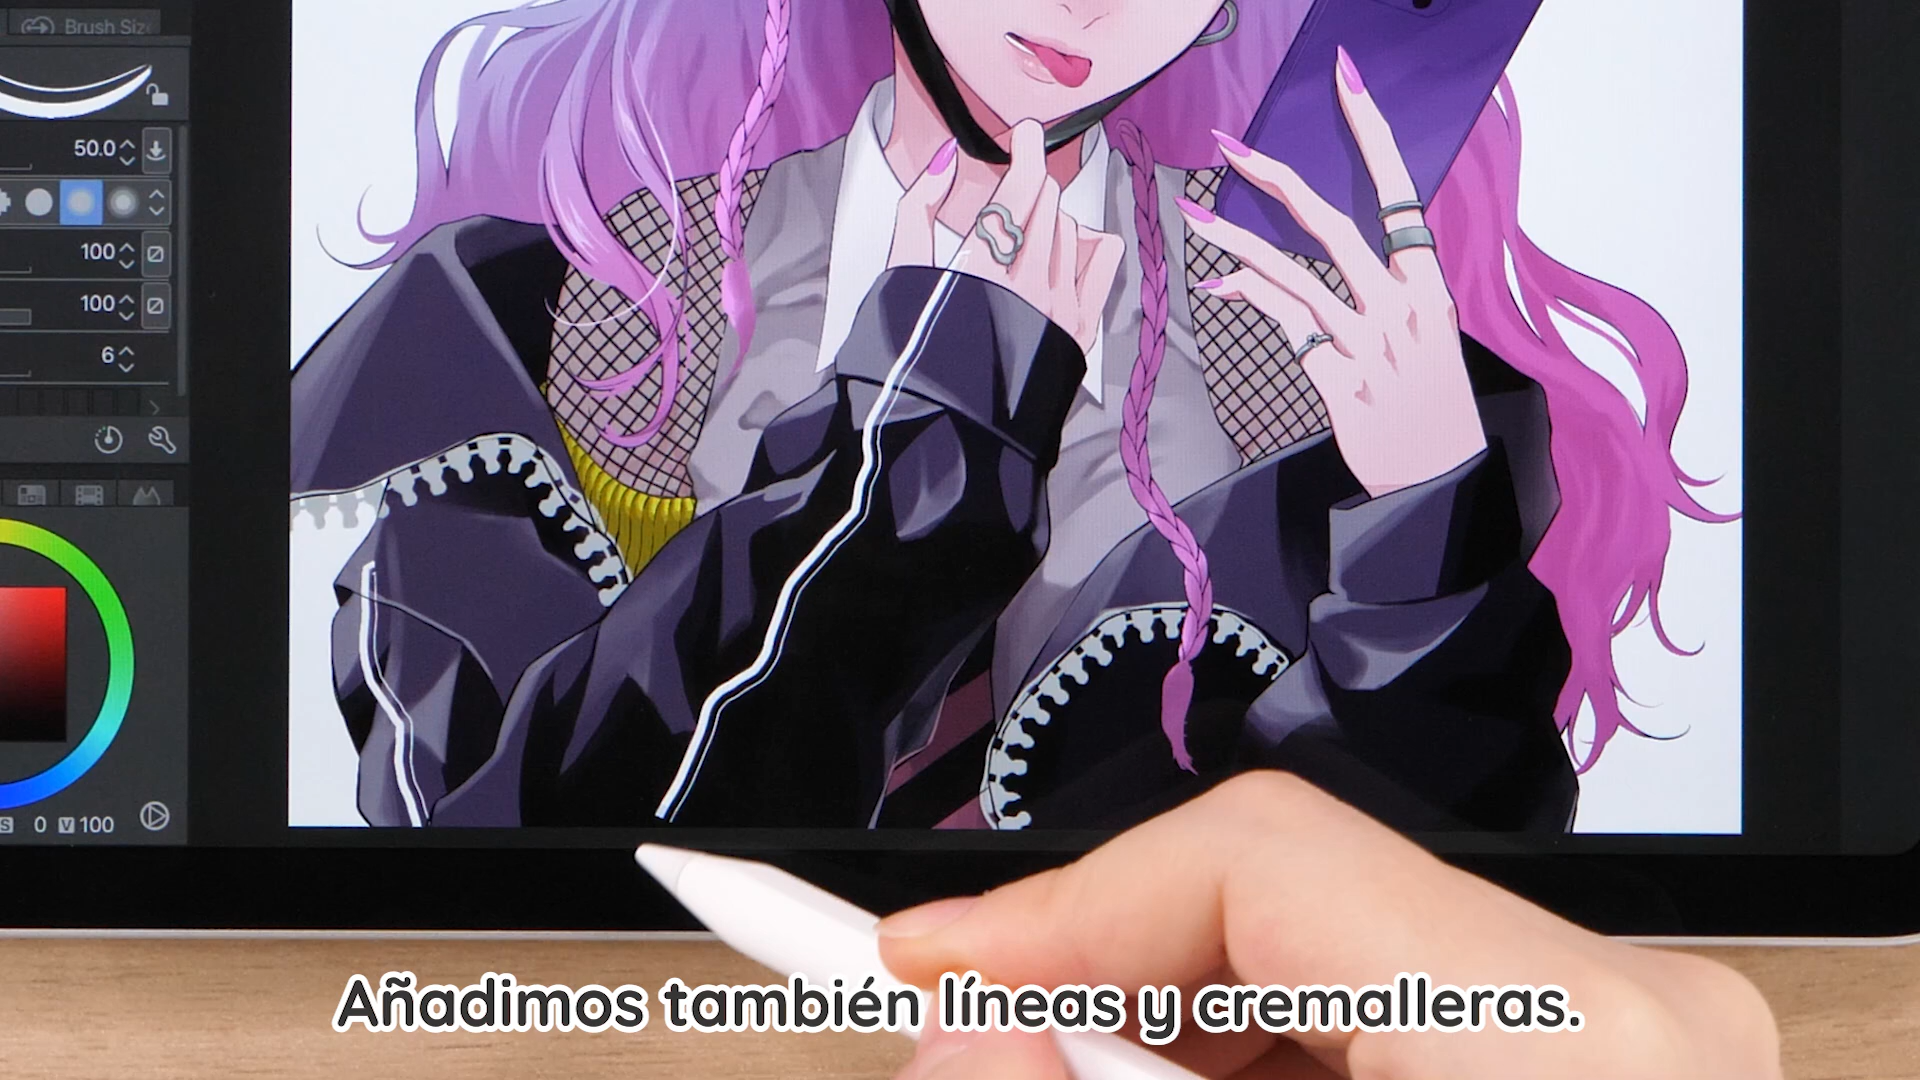 Brush Size
50.0
100
100
6
S 0 V 100
Añadimos también líneas y cremalleras.